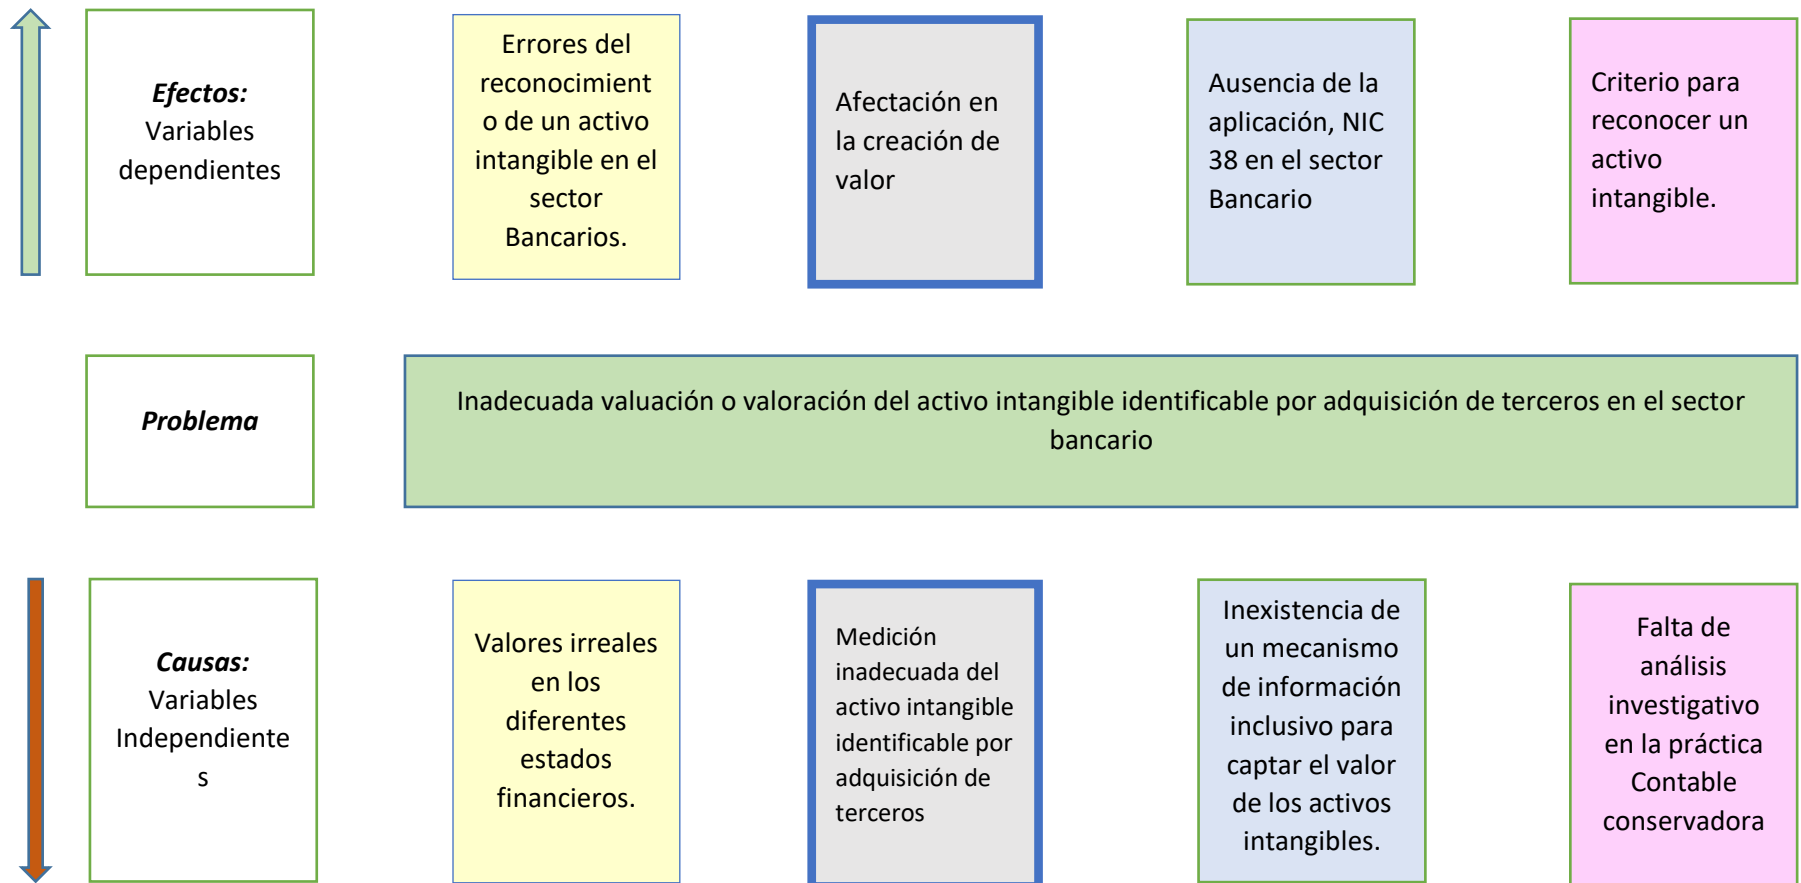 Efectos:
Variables
dependientes
Errores del
reconocimient
o de un activo
intangible en el
sector
Bancarios.
Afectación en
la creación de
valor
Ausencia de la
aplicación, NIC
38 en el sector
Bancario
Criterio para
reconocer un
activo
intangible.
Problema
Inadecuada valuación o valoración del activo intangible identificable por adquisición de terceros en el sector
bancario
Causas:
Variables
Independiente
s
Valores irreales
en los
diferentes
estados
financieros.
Medición
inadecuada del
activo intangible
identificable por
adquisición de
terceros
Inexistencia de
un mecanismo
de información
inclusivo para
captar el valor
de los activos
intangibles.
Falta de
análisis
investigativo
en la práctica
Contable
conservadora